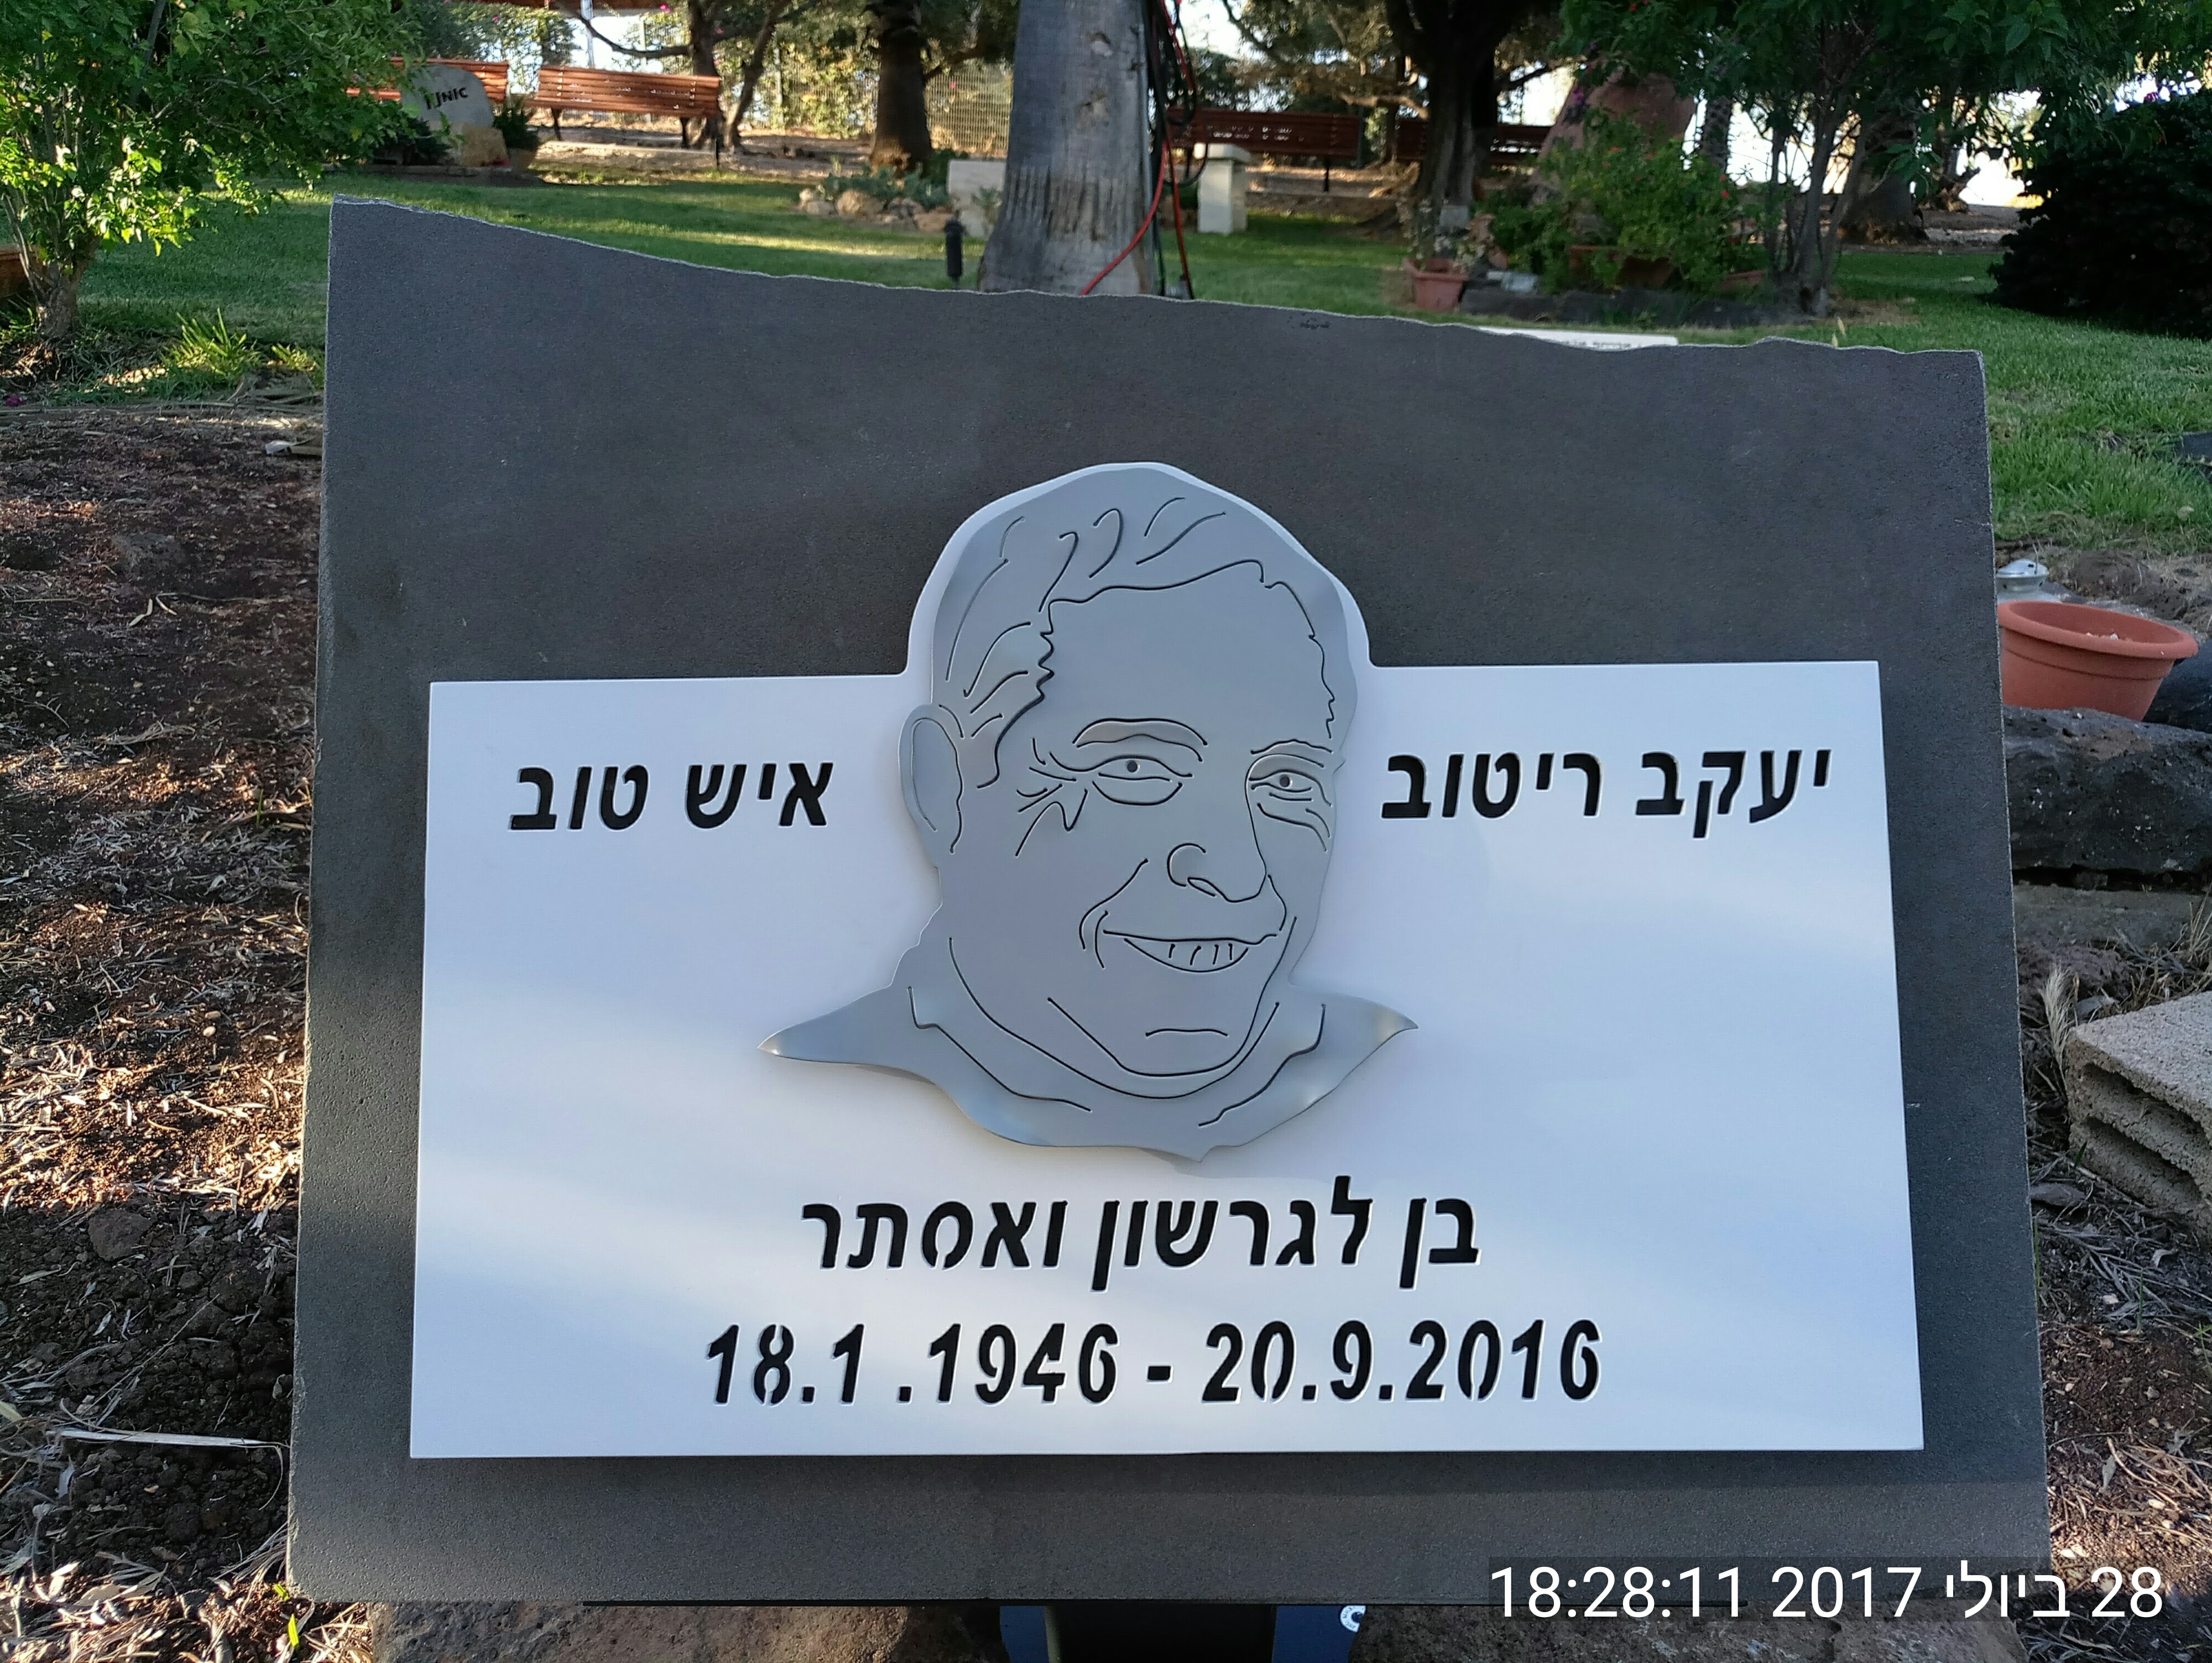 יעקב ריטוב איש טוב
בן לגרשון ואסתר
18.1 .1946 - 20.9.2016
28 ביולי 2017 18:28:11